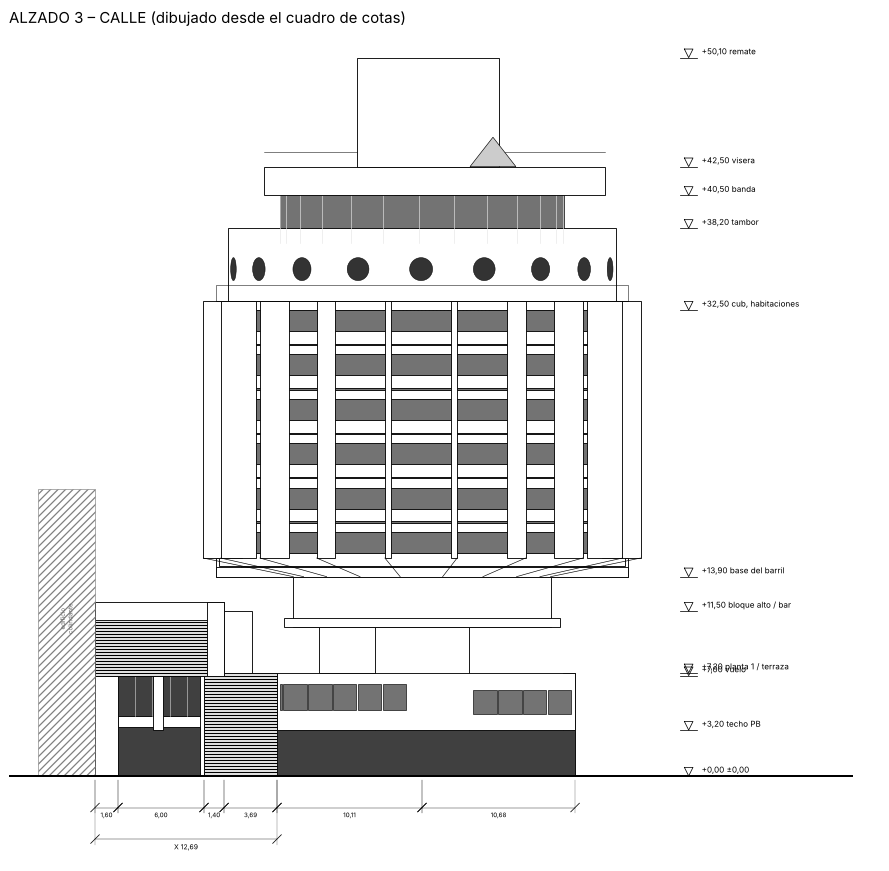 ALZADO 3 – CALLE (dibujado desde el cuadro de cotas)
+50,10 remate
+42,50 visera
+40,50 banda
+38,20 tambor
+32,50 cub, habitaciones
+13,90 base del barril
+11,50 bloque alto / bar
planta 1 / terraza
+3,20 techo PB
+0,00 ±0,00
1,60 6,00 1,40 3,69 10,11 10,68
X 12,69